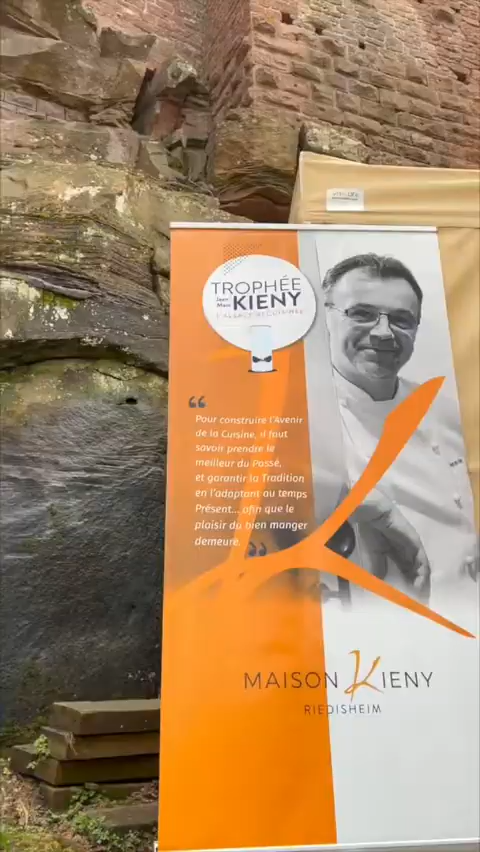 TROPHÉE
Jean
Marc KIENY
L'ALSACE RECUISINÉE
“
Pour construire l'Avenir
de la Cuisine, il faut
savoir prendre le
meilleur du Passé,
et garantir la Tradition
en l'adaptant au temps
Présent... afin que le
plaisir du bien manger
demeure.
”
MAISON KIENY
RIEDISHEIM